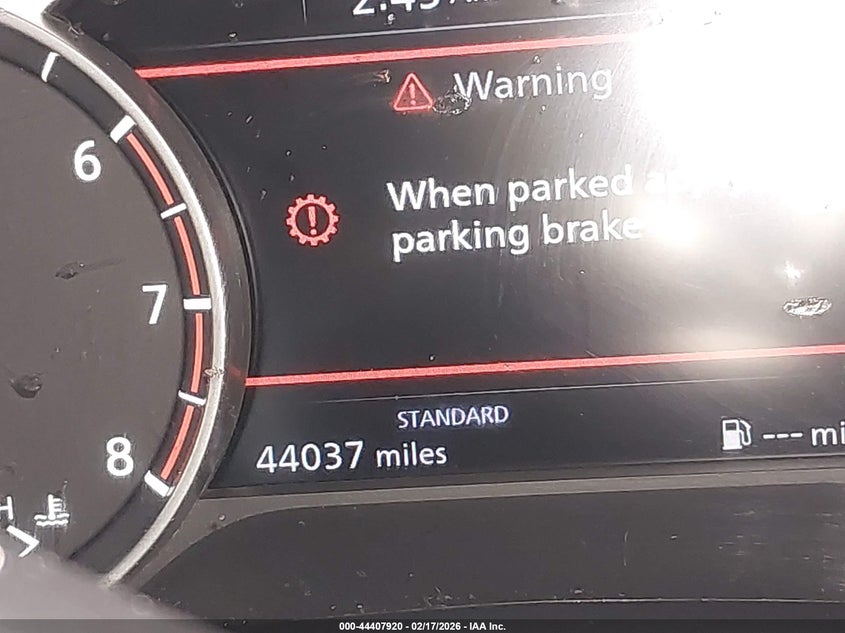 Warning
When parked
parking brake
6
7
8
STANDARD
44037 miles
--- mi
H
000-44407920 - 02/17/2026 - IAA Inc.